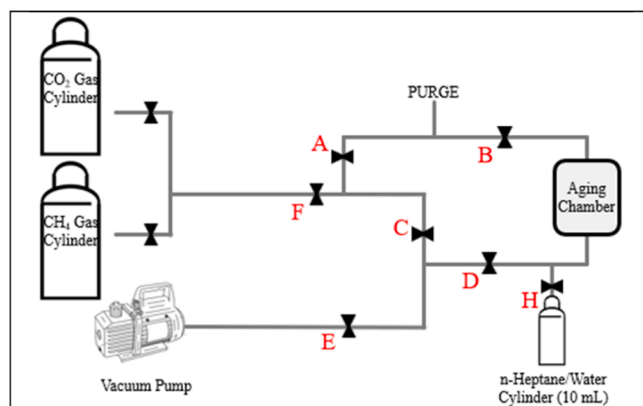 CO₂ Gas
Cylinder
PURGE
A
B
Aging
Chamber
F
CH₄ Gas
Cylinder
C
D
H
E
Vacuum Pump
n-Heptane/Water
Cylinder (10 mL)